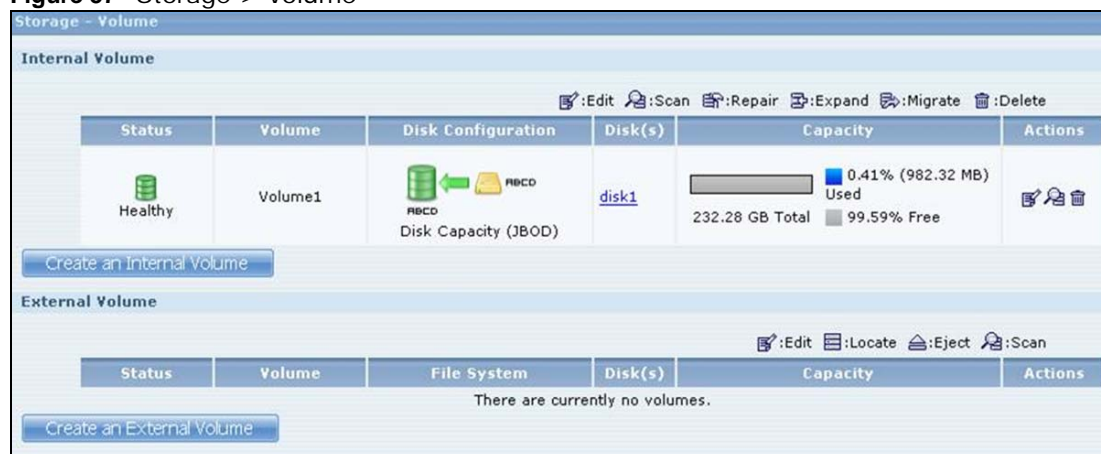 Storage > Volume
Storage - Volume
Internal Volume
:Edit :Scan :Repair :Expand :Migrate :Delete
Status Volume Disk Configuration Disk(s) Capacity Actions
Healthy Volume1 ABCD ABCD Disk Capacity (JBOD) disk1 232.28 GB Total 0.41% (982.32 MB) Used 99.59% Free
Create an Internal Volume
External Volume
:Edit :Locate :Eject :Scan
Status Volume File System Disk(s) Capacity Actions
There are currently no volumes.
Create an External Volume